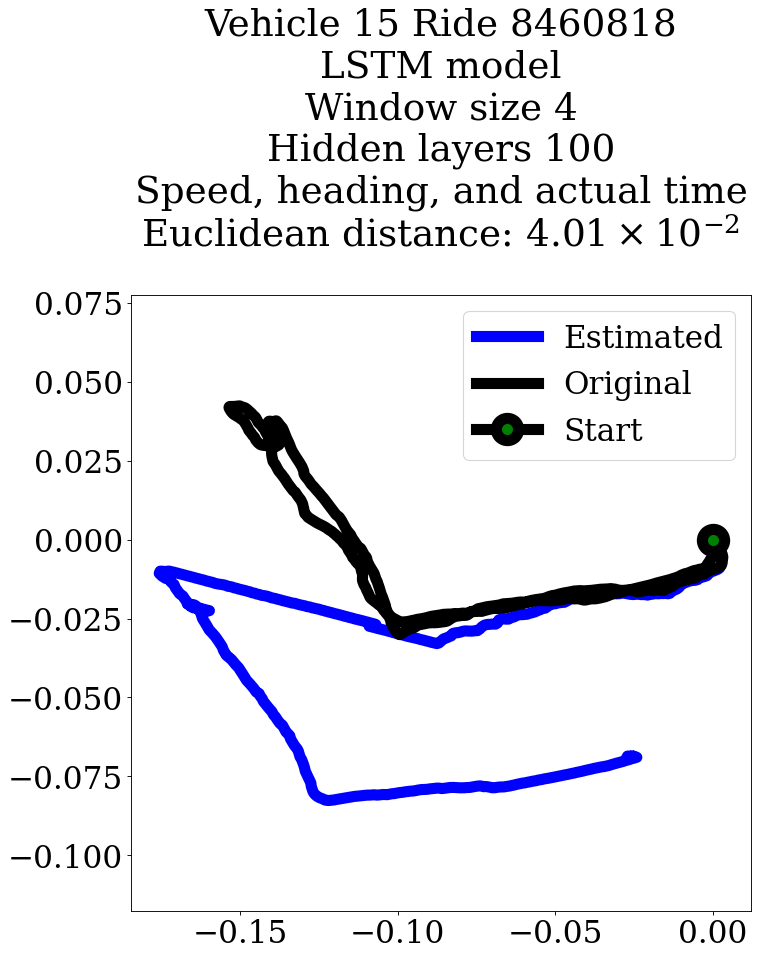 Vehicle 15 Ride 8460818
LSTM model
Window size 4
Hidden layers 100
Speed, heading, and actual time
Euclidean distance: 4.01 × 10⁻²
0.075
0.050
0.025
0.000
−0.025
−0.050
−0.075
−0.100
Estimated
Original
Start
−0.15
−0.10
−0.05
0.00